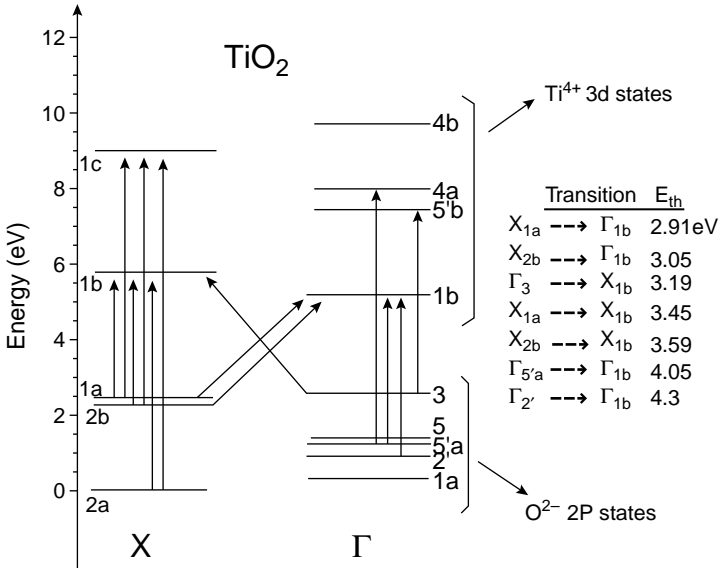 TiO₂
Energy (eV)
12
10
8
6
4
2
0
1c
1b
1a
2b
2a
X
4b
4a
5'b
1b
3
5
5'a
2'
1a
Γ
Ti⁴⁺ 3d states
O²⁻ 2P states
Transition E_th
X₁ₐ ---> Γ₁b 2.91eV
X₂b ---> Γ₁b 3.05
Γ₃ ---> X₁b 3.19
X₁ₐ ---> X₁b 3.45
X₂b ---> X₁b 3.59
Γ₅'ₐ ---> Γ₁b 4.05
Γ₂' ---> Γ₁b 4.3